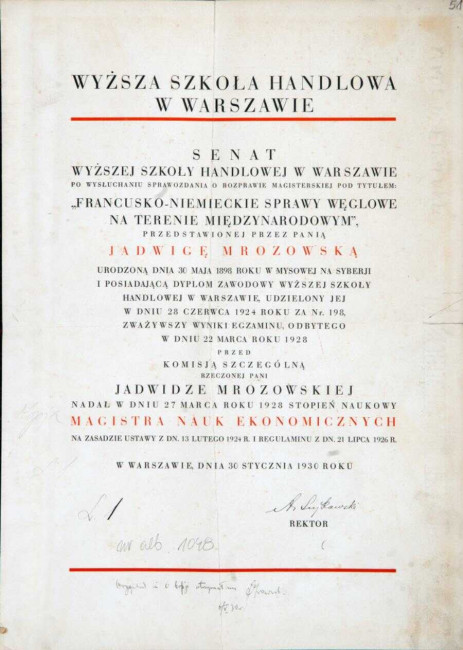 51
WYŻSZA SZKOŁA HANDLOWA
W WARSZAWIE
SENAT
WYŻSZEJ SZKOŁY HANDLOWEJ W WARSZAWIE
PO WYSŁUCHANIU SPRAWOZDANIA O ROZPRAWIE MAGISTERSKIEJ POD TYTUŁEM:
„FRANCUSKO-NIEMIECKIE SPRAWY WĘGLOWE
NA TERENIE MIĘDZYNARODOWYM”,
PRZEDSTAWIONEJ PRZEZ PANIĄ
JADWIGĘ MROZOWSKĄ
URODZONĄ DNIA 30 MAJA 1898 ROKU W MYSOWEJ NA SYBERJI
I POSIADAJĄCĄ DYPLOM ZAWODOWY WYŻSZEJ SZKOŁY
HANDLOWEJ W WARSZAWIE, UDZIELONY JEJ
W DNIU 28 CZERWCA 1924 ROKU ZA Nr. 198,
ZWAŻYWSZY WYNIKI EGZAMINU, ODBYTEGO
W DNIU 22 MARCA ROKU 1928
PRZED
KOMISJĄ SZCZEGÓLNĄ
RZECZONEJ PANI
JADWIDZE MROZOWSKIEJ
NADAŁ W DNIU 27 MARCA ROKU 1928 STOPIEŃ NAUKOWY
MAGISTRA NAUK EKONOMICZNYCH
NA ZASADZIE USTAWY Z DN. 13 LUTEGO 1924 R. I REGULAMINU Z DN. 21 LIPCA 1926 R.
W WARSZAWIE, DNIA 30 STYCZNIA 1930 ROKU
REKTOR
nr alb. 1048